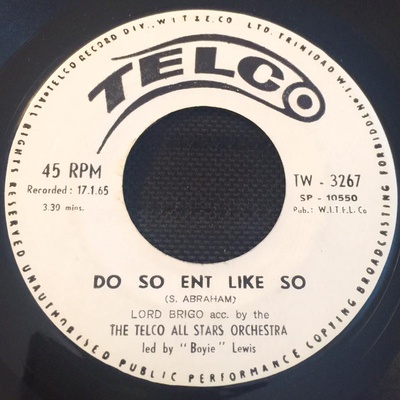 TELCO RECORD DIV., W.I.T. & E. CO LTD. TRINIDAD W.I.
TELCO
45 RPM
Recorded : 17.1.65
3.30 mins.
TW - 3267
SP - 10550
Pub.: W.I.T.E.L. Co
DO SO ENT LIKE SO
(S. ABRAHAM)
LORD BRIGO acc. by the
THE TELCO ALL STARS ORCHESTRA
led by "Boyie" Lewis
ALL RIGHTS RESERVED UNAUTHORISED PUBLIC PERFORMANCE COPYING BROADCASTING FORBIDDEN